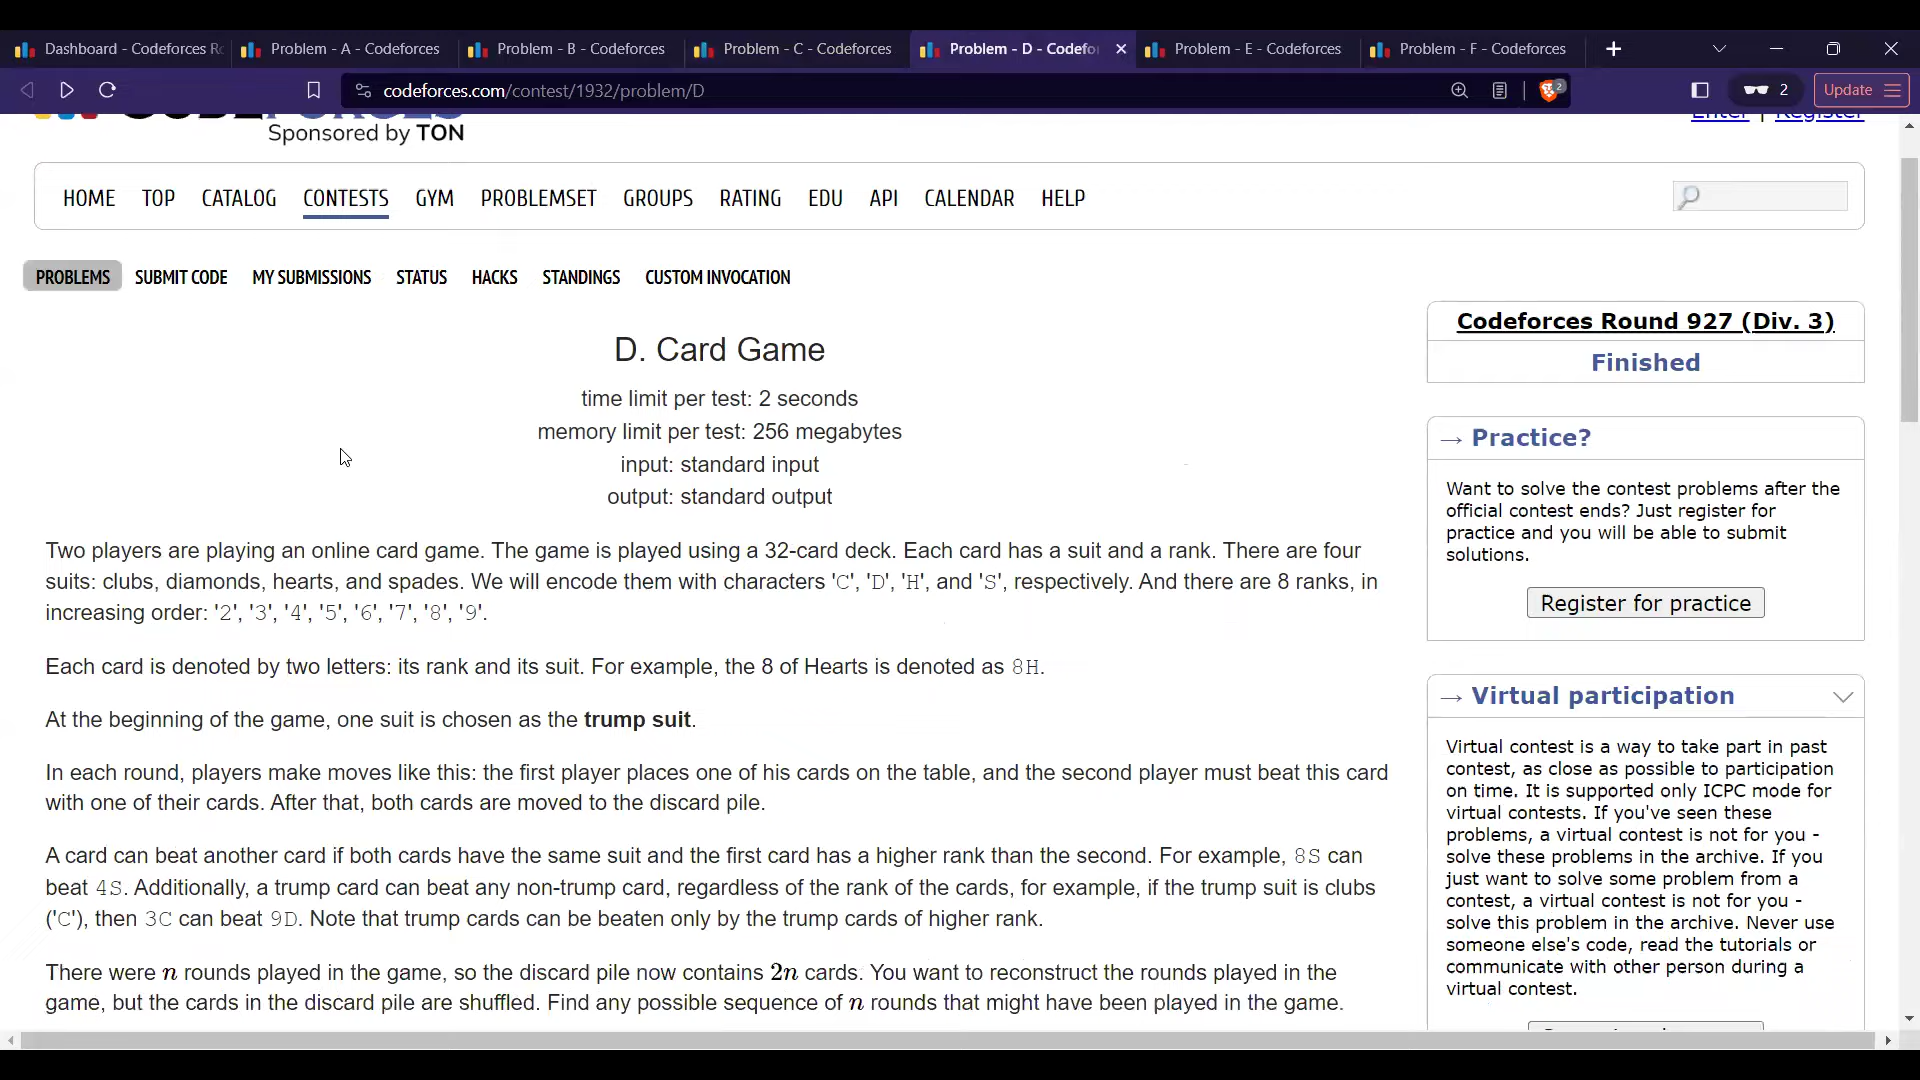 Dashboard - Codeforces Ro
Problem - A - Codeforces
Problem - B - Codeforces
Problem - C - Codeforces
Problem - D - Codefo
Problem - E - Codeforces
Problem - F - Codeforces
codeforces.com/contest/1932/problem/D
2
2
Update
Sponsored by TON
Enter | Register
HOME TOP CATALOG CONTESTS GYM PROBLEMSET GROUPS RATING EDU API CALENDAR HELP
PROBLEMS SUBMIT CODE MY SUBMISSIONS STATUS HACKS STANDINGS CUSTOM INVOCATION
D. Card Game
time limit per test: 2 seconds
memory limit per test: 256 megabytes
input: standard input
output: standard output
Two players are playing an online card game. The game is played using a 32-card deck. Each card has a suit and a rank. There are four
suits: clubs, diamonds, hearts, and spades. We will encode them with characters 'C', 'D', 'H', and 'S', respectively. And there are 8 ranks, in
increasing order: '2', '3', '4', '5', '6', '7', '8', '9'.
Each card is denoted by two letters: its rank and its suit. For example, the 8 of Hearts is denoted as 8H.
At the beginning of the game, one suit is chosen as the trump suit.
In each round, players make moves like this: the first player places one of his cards on the table, and the second player must beat this card
with one of their cards. After that, both cards are moved to the discard pile.
A card can beat another card if both cards have the same suit and the first card has a higher rank than the second. For example, 8S can
beat 4S. Additionally, a trump card can beat any non-trump card, regardless of the rank of the cards, for example, if the trump suit is clubs
('C'), then 3C can beat 9D. Note that trump cards can be beaten only by the trump cards of higher rank.
There were n rounds played in the game, so the discard pile now contains 2n cards. You want to reconstruct the rounds played in the
game, but the cards in the discard pile are shuffled. Find any possible sequence of n rounds that might have been played in the game.
Codeforces Round 927 (Div. 3)
Finished
→ Practice?
Want to solve the contest problems after the
official contest ends? Just register for
practice and you will be able to submit
solutions.
Register for practice
→ Virtual participation
Virtual contest is a way to take part in past
contest, as close as possible to participation
on time. It is supported only ICPC mode for
virtual contests. If you've seen these
problems, a virtual contest is not for you -
solve these problems in the archive. If you
just want to solve some problem from a
contest, a virtual contest is not for you -
solve this problem in the archive. Never use
someone else's code, read the tutorials or
communicate with other person during a
virtual contest.